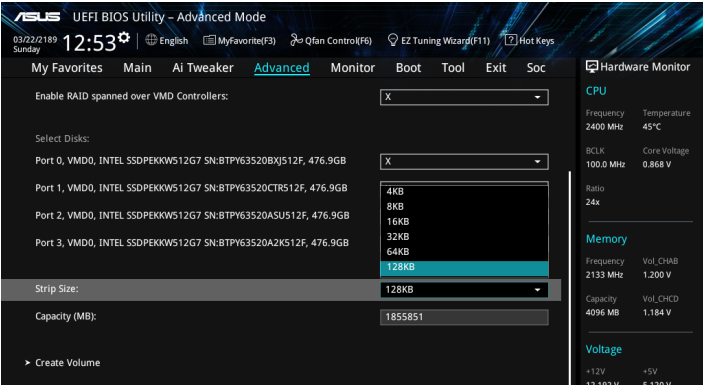 ASUS UEFI BIOS Utility – Advanced Mode
03/22/2189 Sunday 12:53 English MyFavorite(F3) Qfan Control(F6) EZ Tuning Wizard(F11) ? Hot Keys
My Favorites Main Ai Tweaker Advanced Monitor Boot Tool Exit Soc
Enable RAID spanned over VMD Controllers: X
Select Disks:
Port 0, VMD0, INTEL SSDPEKKW512G7 SN:BTPY63520BXJ512F, 476.9GB X
Port 1, VMD0, INTEL SSDPEKKW512G7 SN:BTPY63520CTR512F, 476.9GB
Port 2, VMD0, INTEL SSDPEKKW512G7 SN:BTPY63520ASU512F, 476.9GB
Port 3, VMD0, INTEL SSDPEKKW512G7 SN:BTPY63520A2K512F, 476.9GB
4KB
8KB
16KB
32KB
64KB
128KB
Strip Size: 128KB
Capacity (MB): 1855851
Create Volume
Hardware Monitor
CPU
Frequency Temperature
2400 MHz 45°C
BCLK Core Voltage
100.0 MHz 0.868 V
Ratio
24x
Memory
Frequency Vol_CHAB
2133 MHz 1.200 V
Capacity Vol_CHCD
4096 MB 1.184 V
Voltage
+12V +5V